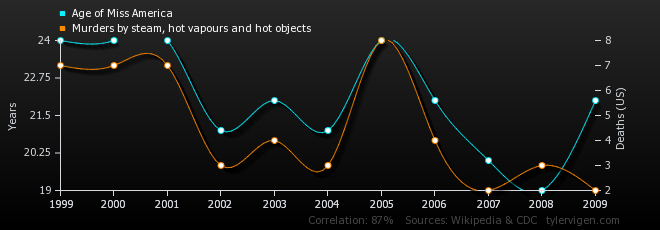 Age of Miss America
Murders by steam, hot vapours and hot objects
24
22.75
21.5
20.25
19
Years
8
7
6
5
4
3
2
Deaths (US)
1999 2000 2001 2002 2003 2004 2005 2006 2007 2008 2009
Correlation: 87% Sources: Wikipedia & CDC tylervigen.com